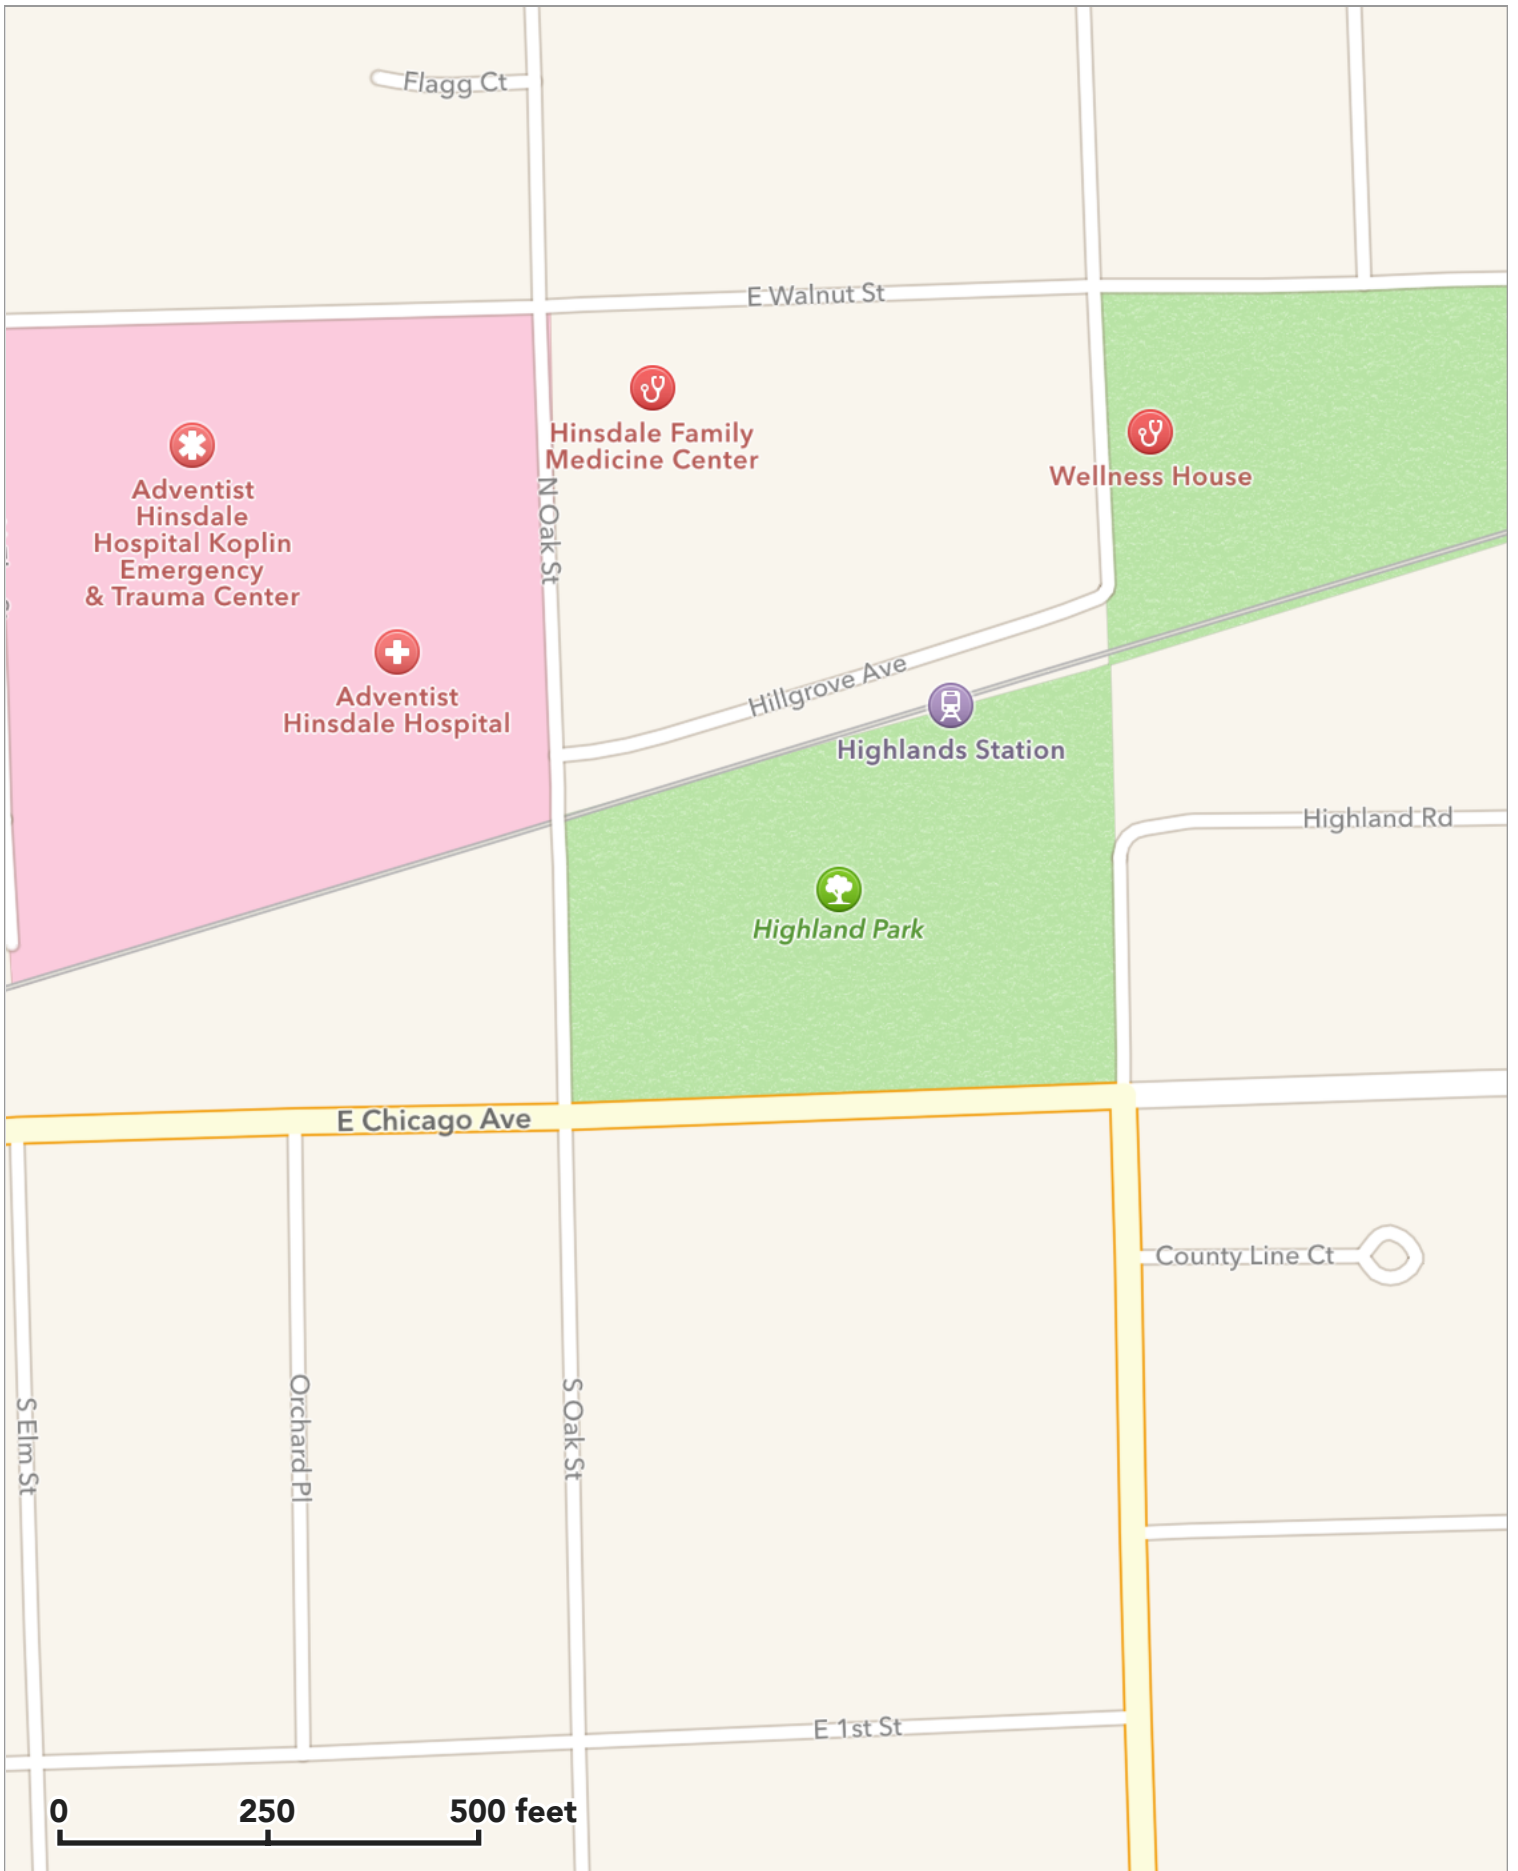 Flagg Ct
E Walnut St
Hinsdale Family
Medicine Center
Wellness House
Adventist
Hinsdale
Hospital Koplin
Emergency
& Trauma Center
N Oak St
Adventist
Hinsdale Hospital
Hillgrove Ave
Highlands Station
Highland Rd
Highland Park
E Chicago Ave
County Line Ct
S Elm St
Orchard Pl
S Oak St
E 1st St
0 250 500 feet